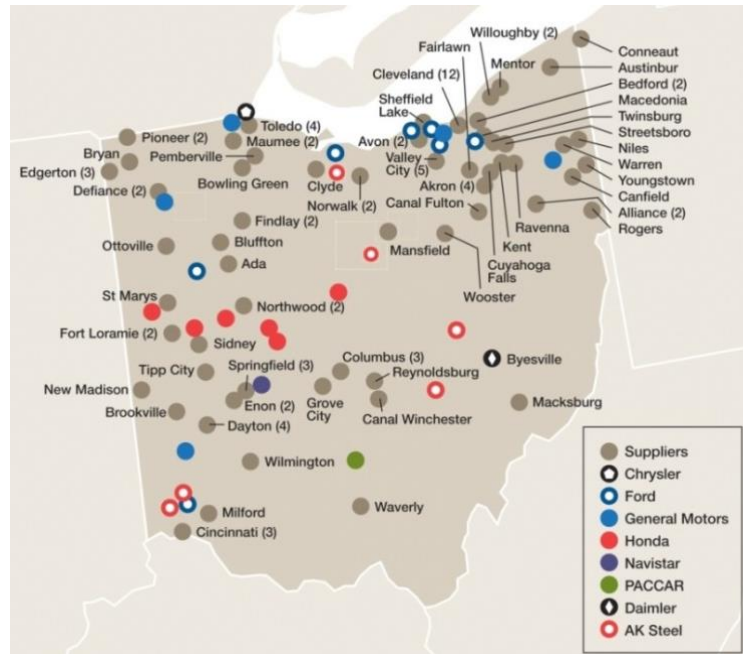 Willoughby (2)
Fairlawn
Mentor
Cleveland (12)
Sheffield
Lake
Conneaut
Austinbur
Bedford (2)
Macedonia
Twinsburg
Streetsboro
Niles
Warren
Youngstown
Canfield
Alliance (2)
Rogers
Toledo (4)
Pioneer (2)
Maumee (2)
Avon (2)
Bryan
Pemberville
Valley
City (5)
Edgerton (3)
Bowling Green
Clyde
Akron (4)
Defiance (2)
Norwalk (2)
Canal Fulton
Findlay (2)
Ravenna
Ottoville
Bluffton
Mansfield
Kent
Ada
Cuyahoga
Falls
Wooster
St Marys
Northwood (2)
Fort Loramie (2)
Sidney
Columbus (3)
Byesville
Tipp City
Springfield (3)
Reynoldsburg
New Madison
Enon (2)
Grove
City
Canal Winchester
Macksburg
Brookville
Dayton (4)
Wilmington
Waverly
Milford
Cincinnati (3)
Suppliers
Chrysler
Ford
General Motors
Honda
Navistar
PACCAR
Daimler
AK Steel